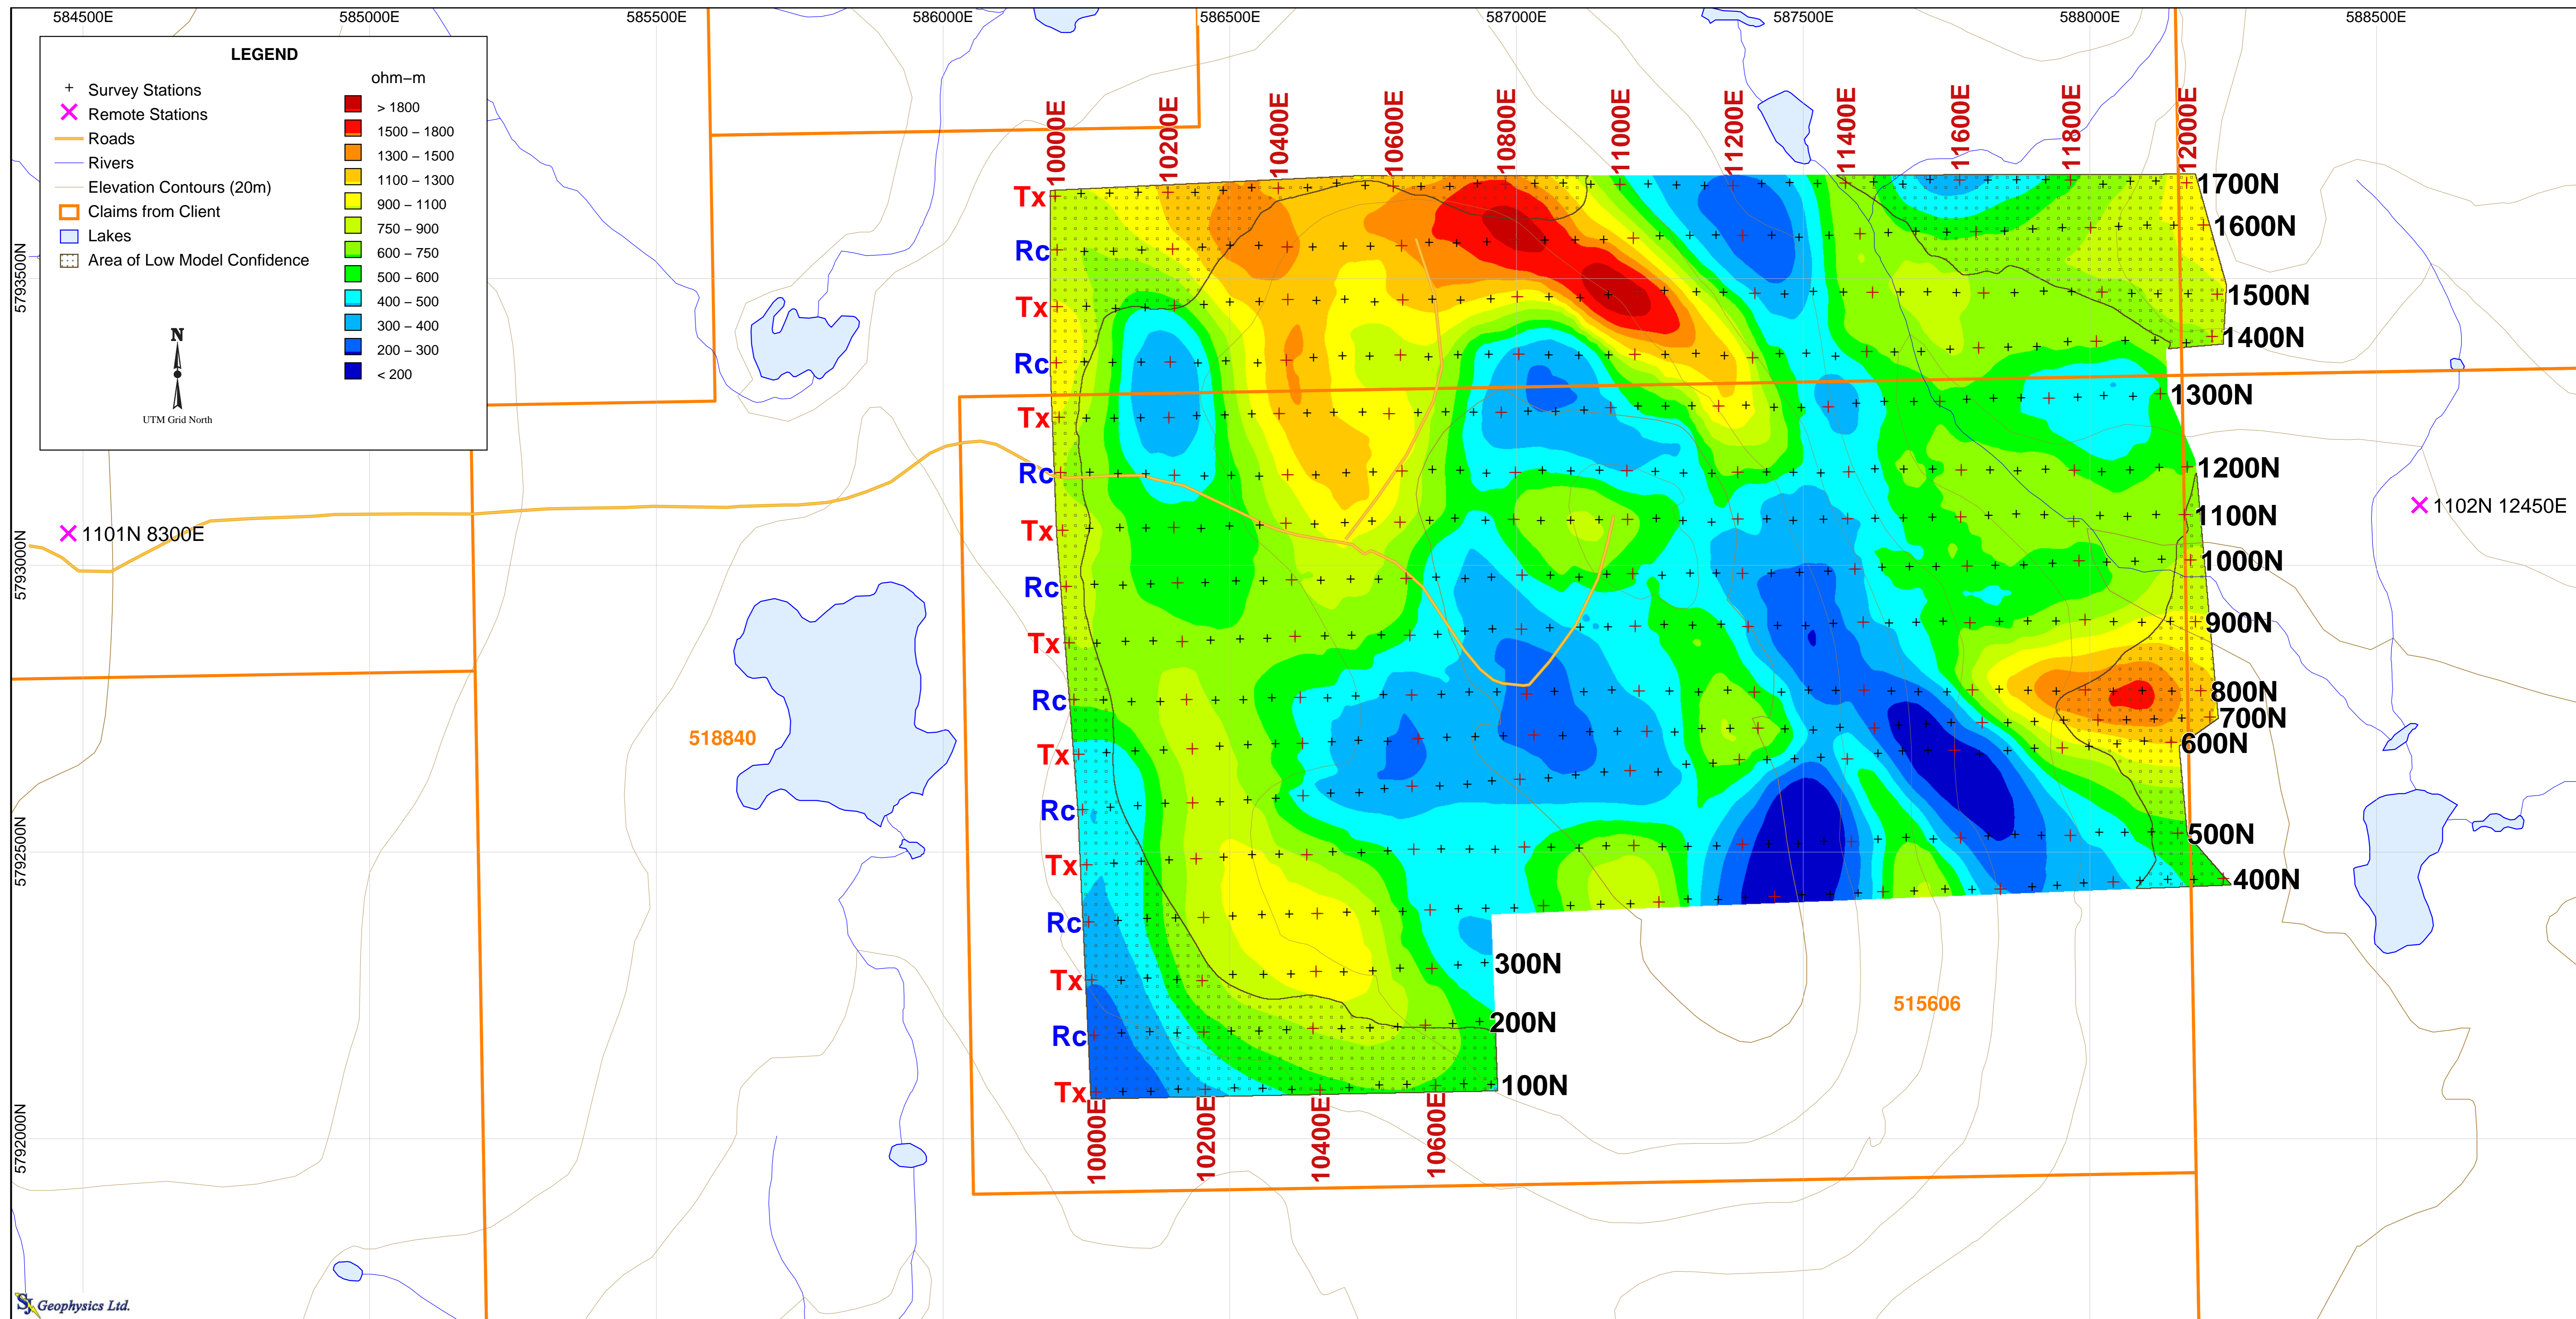 584500E 585000E 585500E 586000E 586500E 587000E 587500E 588000E 588500E
LEGEND
ohm–m
Survey Stations
Remote Stations
Roads
Rivers
Elevation Contours (20m)
Claims from Client
Lakes
Area of Low Model Confidence
> 1800
1500 – 1800
1300 – 1500
1100 – 1300
900 – 1100
750 – 900
600 – 750
500 – 600
400 – 500
300 – 400
200 – 300
< 200
N
UTM Grid North
10000E 10200E 10400E 10600E 10800E 11000E 11200E 11400E 11600E 11800E 12000E
Tx
Rc
Tx
Rc
Tx
Rc
Tx
Rc
Tx
Rc
Tx
Rc
Tx
Rc
Tx
Rc
Tx
1700N
1600N
1500N
1400N
1300N
1200N
1100N
1000N
900N
800N
700N
600N
500N
400N
300N
200N
100N
5793500N
5793000N
5792500N
5792000N
1101N 8300E
1102N 12450E
518840
515606
10000E 10200E 10400E 10600E
SJ Geophysics Ltd.